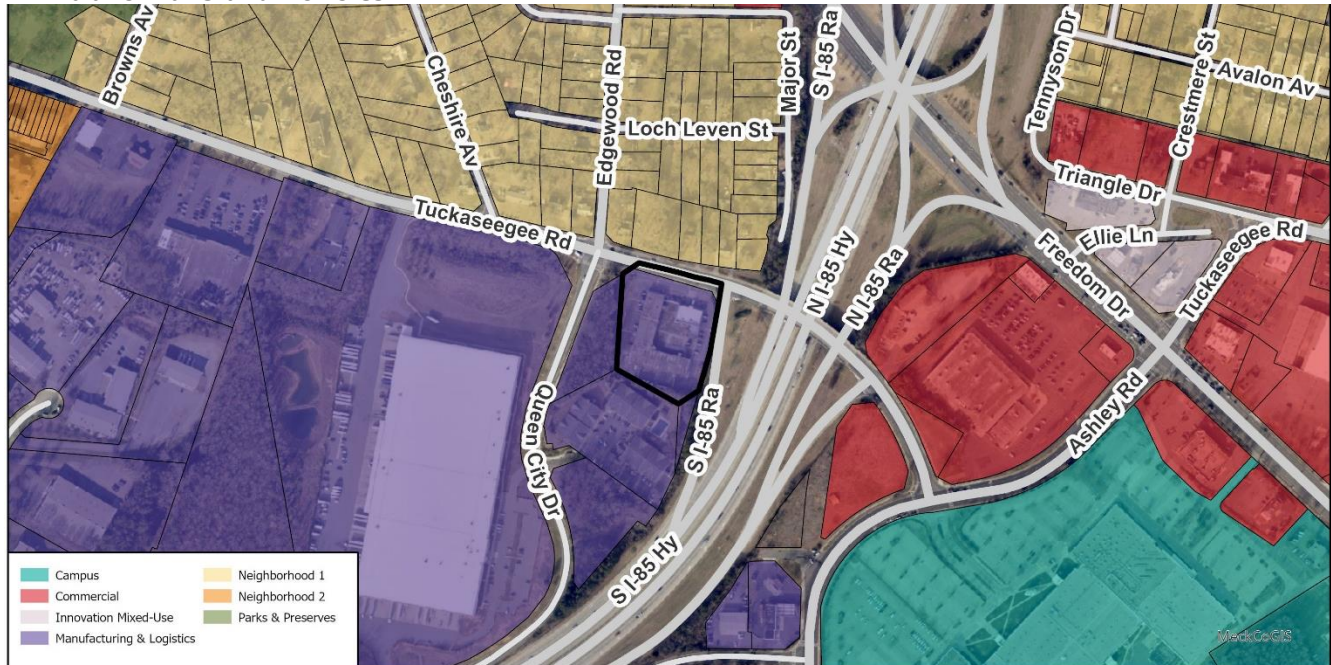 Browns Av
Cheshire Av
Edgewood Rd
Loch Leven St
Major St
S I-85 Ra
Tennyson Dr
Avalon Av
Crestmere St
Triangle Dr
Ellie Ln
Tuckaseegee Rd
Tuckaseegee Rd
Freedom Dr
N I-85 Hy
N I-85 Ra
S I-85 Ra
Queen City Dr
Ashley Rd
S I-85 Hy
Campus
Commercial
Innovation Mixed-Use
Manufacturing & Logistics
Neighborhood 1
Neighborhood 2
Parks & Preserves
MeckCoGIS